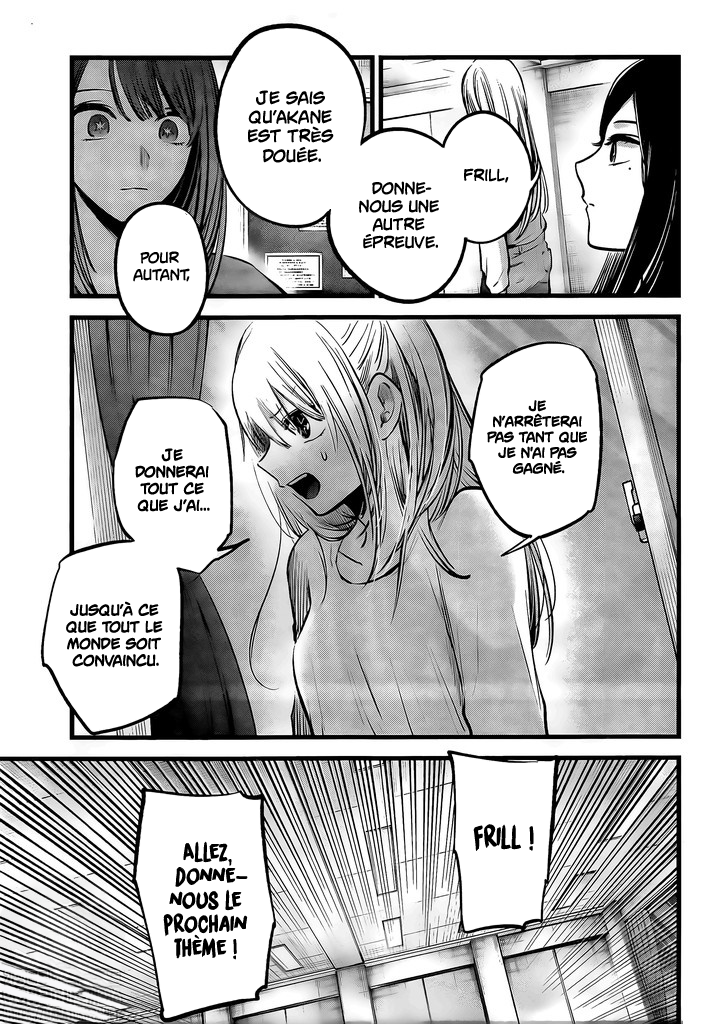 FRILL,
DONNE-
NOUS UNE
AUTRE
ÉPREUVE.
JE SAIS
QU'AKANE
EST TRÈS
DOUÉE.
POUR
AUTANT,
JE
N'ARRÊTERAI
PAS TANT QUE
JE N'AI PAS
GAGNÉ.
JE
DONNERAI
TOUT CE
QUE J'AI...
JUSQU'À CE
QUE TOUT LE
MONDE SOIT
CONVAINCU.
FRILL !
ALLEZ,
DONNE-
NOUS LE
PROCHAIN
THÈME !